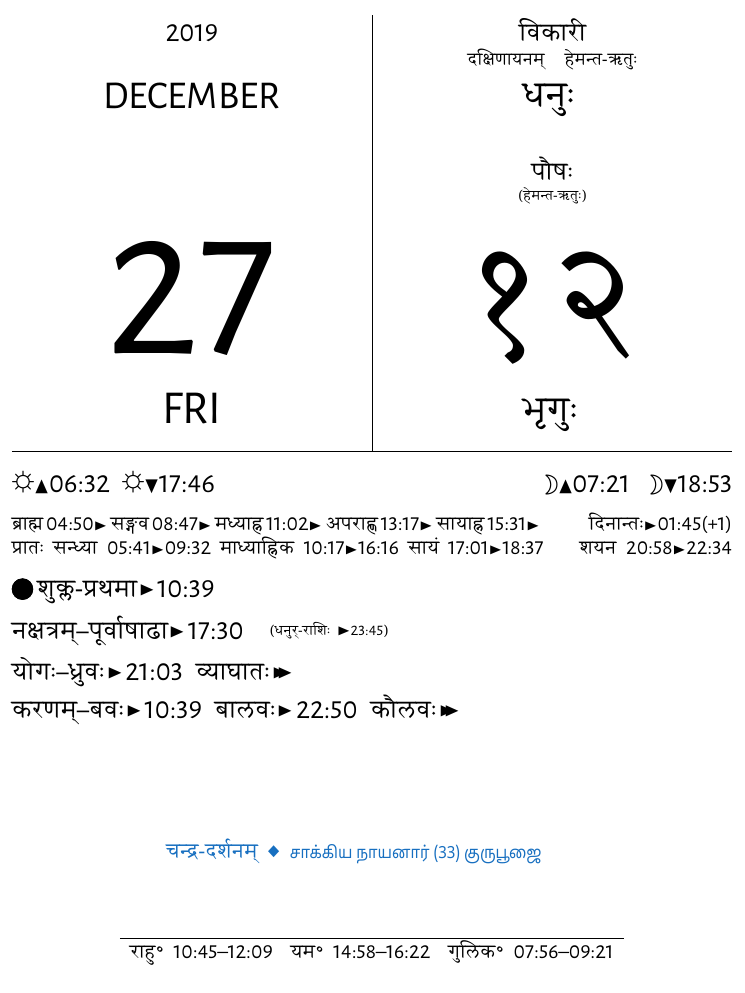 2019
DECEMBER
27
FRI
विकारी
दक्षिणायनम् हेमन्त-ऋतुः
धनुः
पौषः
(हेमन्त-ऋतुः)
१२
भृगुः
☼▲06:32 ☼▼17:46 ☽▲07:21 ☽▼18:53
ब्राह्म 04:50► सङ्गव 08:47► मध्याह्न 11:02► अपराह्ण 13:17► सायाह्न 15:31► दिनान्तः►01:45(+1)
प्रातः सन्ध्या 05:41►09:32 माध्याह्निक 10:17►16:16 सायं 17:01►18:37 शयन 20:58►22:34
●शुक्ल-प्रथमा►10:39
नक्षत्रम्–पूर्वाषाढा►17:30 (धनुर्-राशिः ►23:45)
योगः–ध्रुवः►21:03 व्याघातः►►
करणम्–बवः►10:39 बालवः►22:50 कौलवः►►
चन्द्र-दर्शनम् ◆ சாக்கிய நாயனார் (33) குருபூஜை
राहु° 10:45–12:09 यम° 14:58–16:22 गुलिक° 07:56–09:21